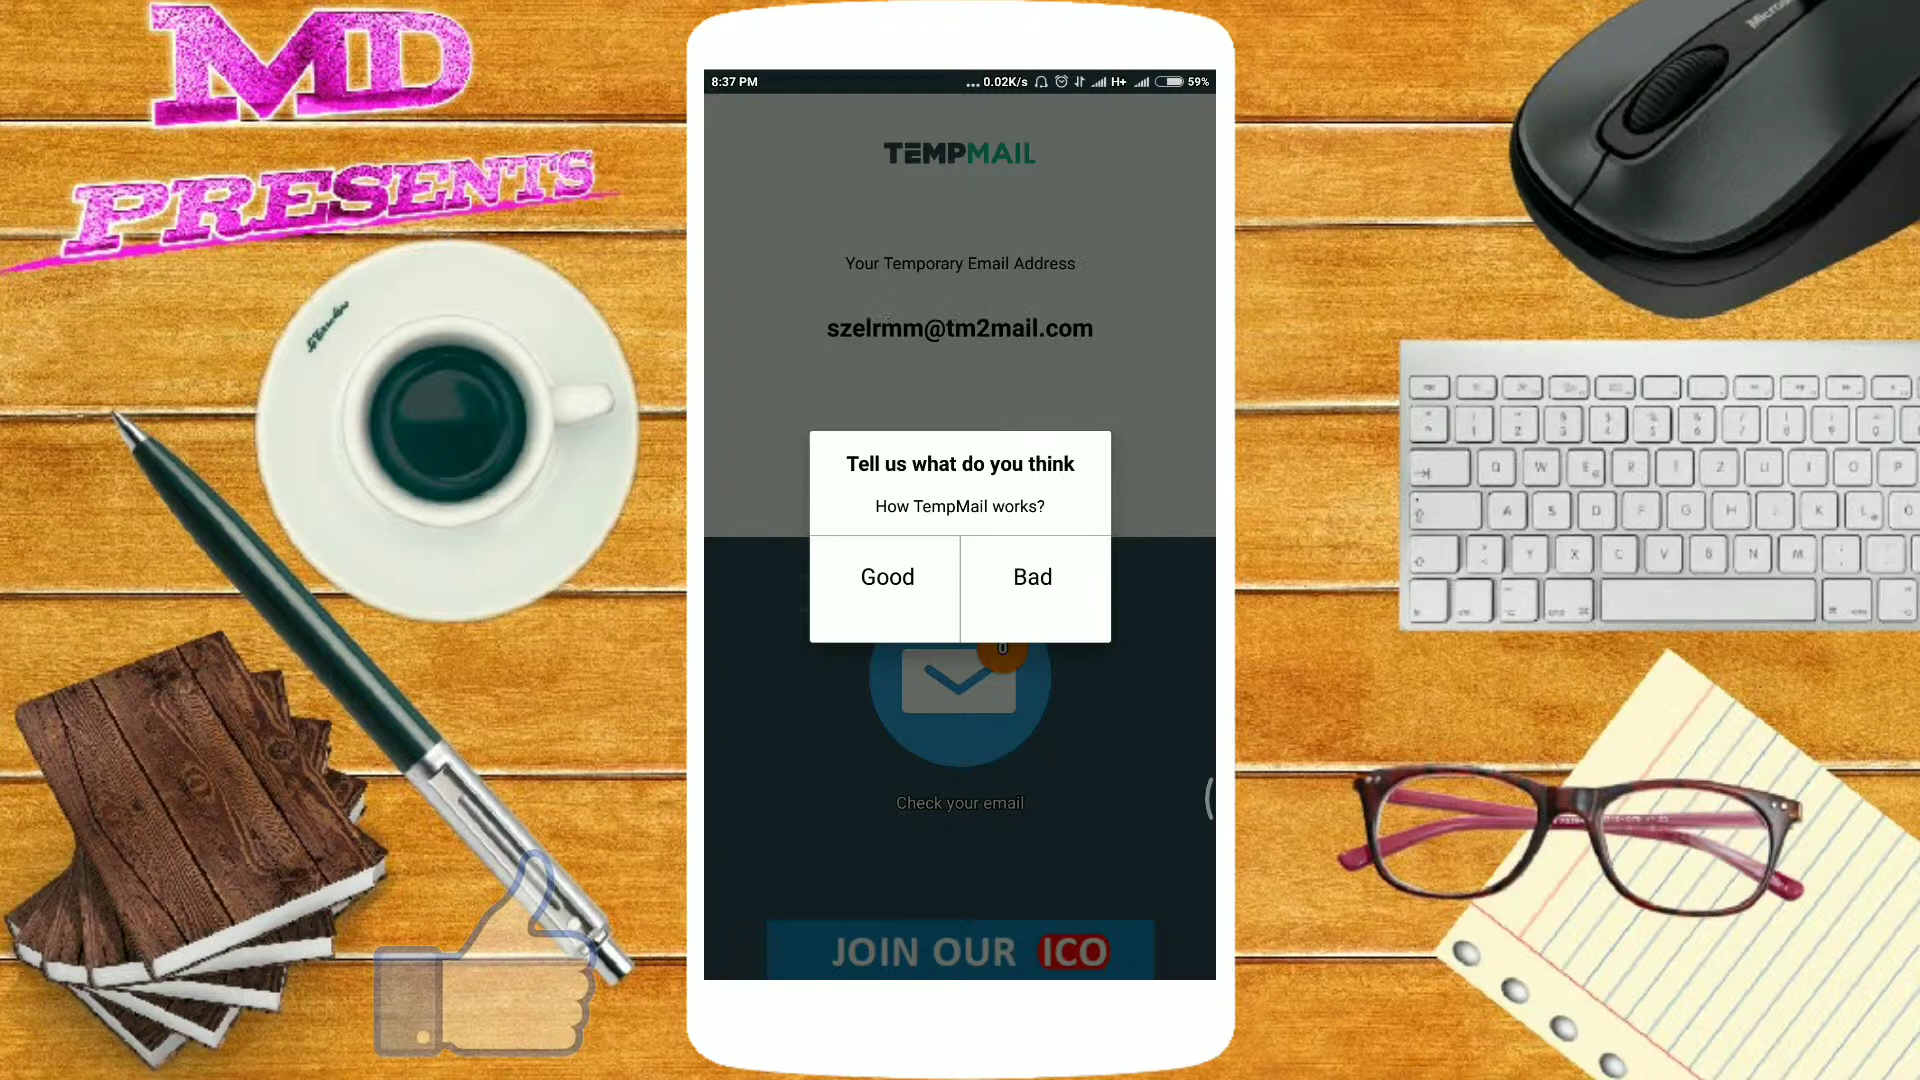 MD
PRESENTS
8:37 PM
... 0.02K/s H+ 59%
TEMPMAIL
Your Temporary Email Address
szelrmm@tm2mail.com
Tell us what do you think
How TempMail works?
Good Bad
0
Check your email
JOIN OUR ICO
Q W E R T Z U I O P
A S D F G H J K L
Y X C V B N M